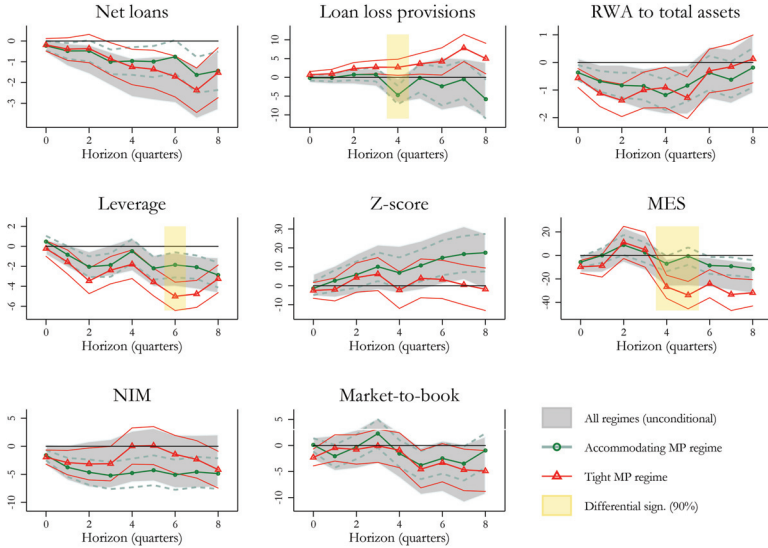 Net loans
Loan loss provisions
RWA to total assets
0
-1
-2
-3
0 2 4 6 8
Horizon (quarters)
10
5
0
-5
-10
0 2 4 6 8
Horizon (quarters)
1
0
-1
-2
0 2 4 6 8
Horizon (quarters)
Leverage
Z-score
MES
2
0
-2
-4
-6
0 2 4 6 8
Horizon (quarters)
30
20
10
0
-10
0 2 4 6 8
Horizon (quarters)
20
0
-20
-40
0 2 4 6 8
Horizon (quarters)
NIM
Market-to-book
5
0
-5
-10
0 2 4 6 8
Horizon (quarters)
5
0
-5
-10
0 2 4 6 8
Horizon (quarters)
All regimes (unconditional)
Accommodating MP regime
Tight MP regime
Differential sign. (90%)